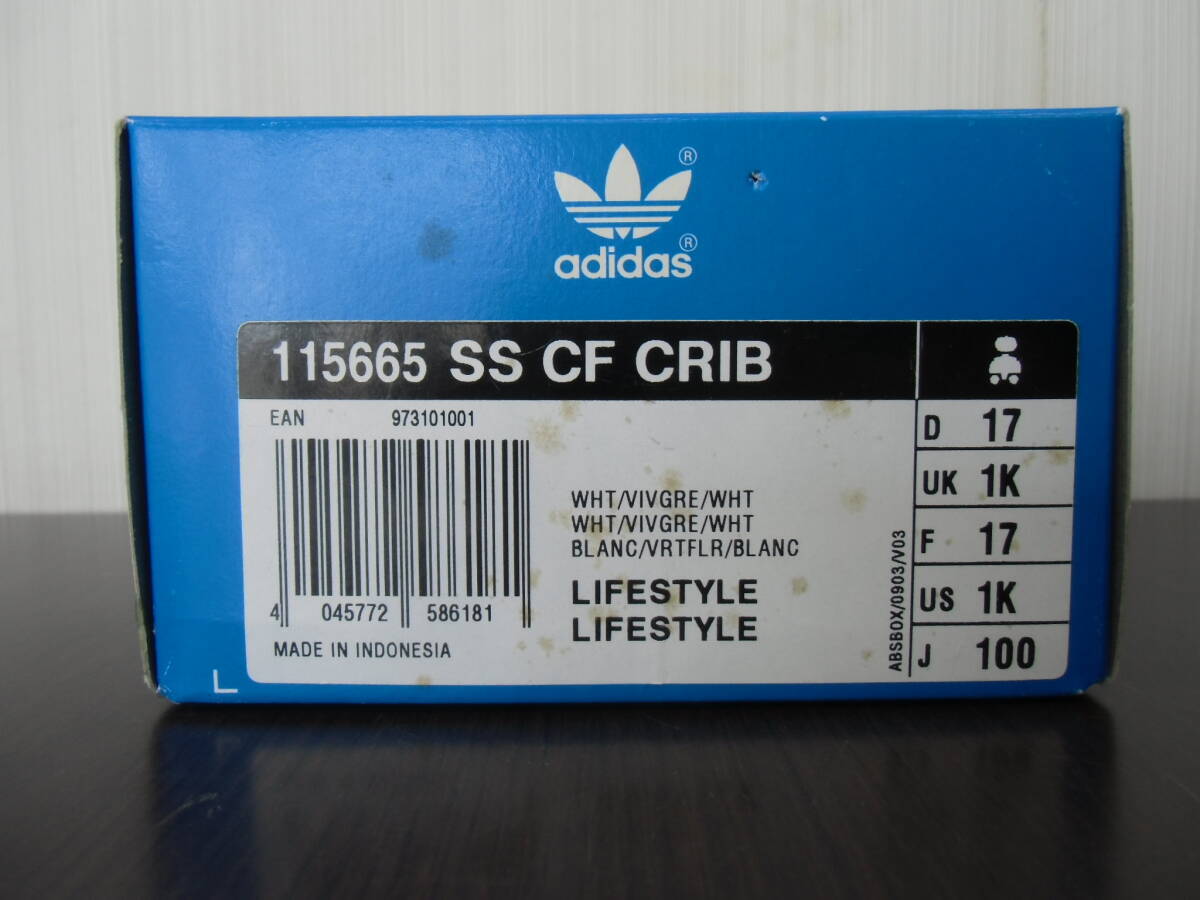 ®
adidas®
115665 SS CF CRIB
EAN 973101001
4 045772 586181
MADE IN INDONESIA
WHT/VIVGRE/WHT
WHT/VIVGRE/WHT
BLANC/VRTFLR/BLANC
LIFESTYLE
LIFESTYLE
ABSBOX/0903/V03
D 17
UK 1K
F 17
US 1K
J 100